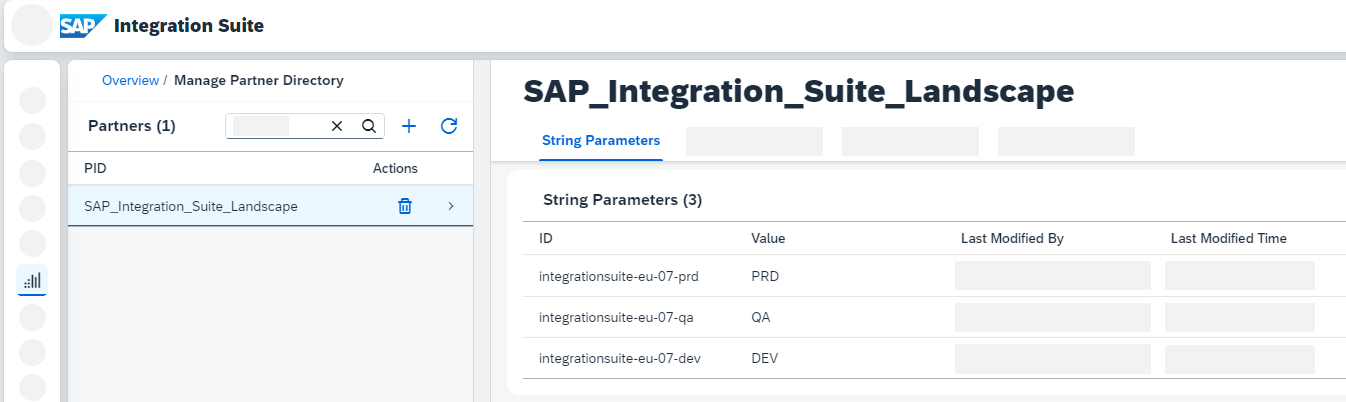 SAP Integration Suite
Overview / Manage Partner Directory
Partners (1)
PID Actions
SAP_Integration_Suite_Landscape
SAP_Integration_Suite_Landscape
String Parameters
String Parameters (3)
ID Value Last Modified By Last Modified Time
integrationsuite-eu-07-prd PRD
integrationsuite-eu-07-qa QA
integrationsuite-eu-07-dev DEV